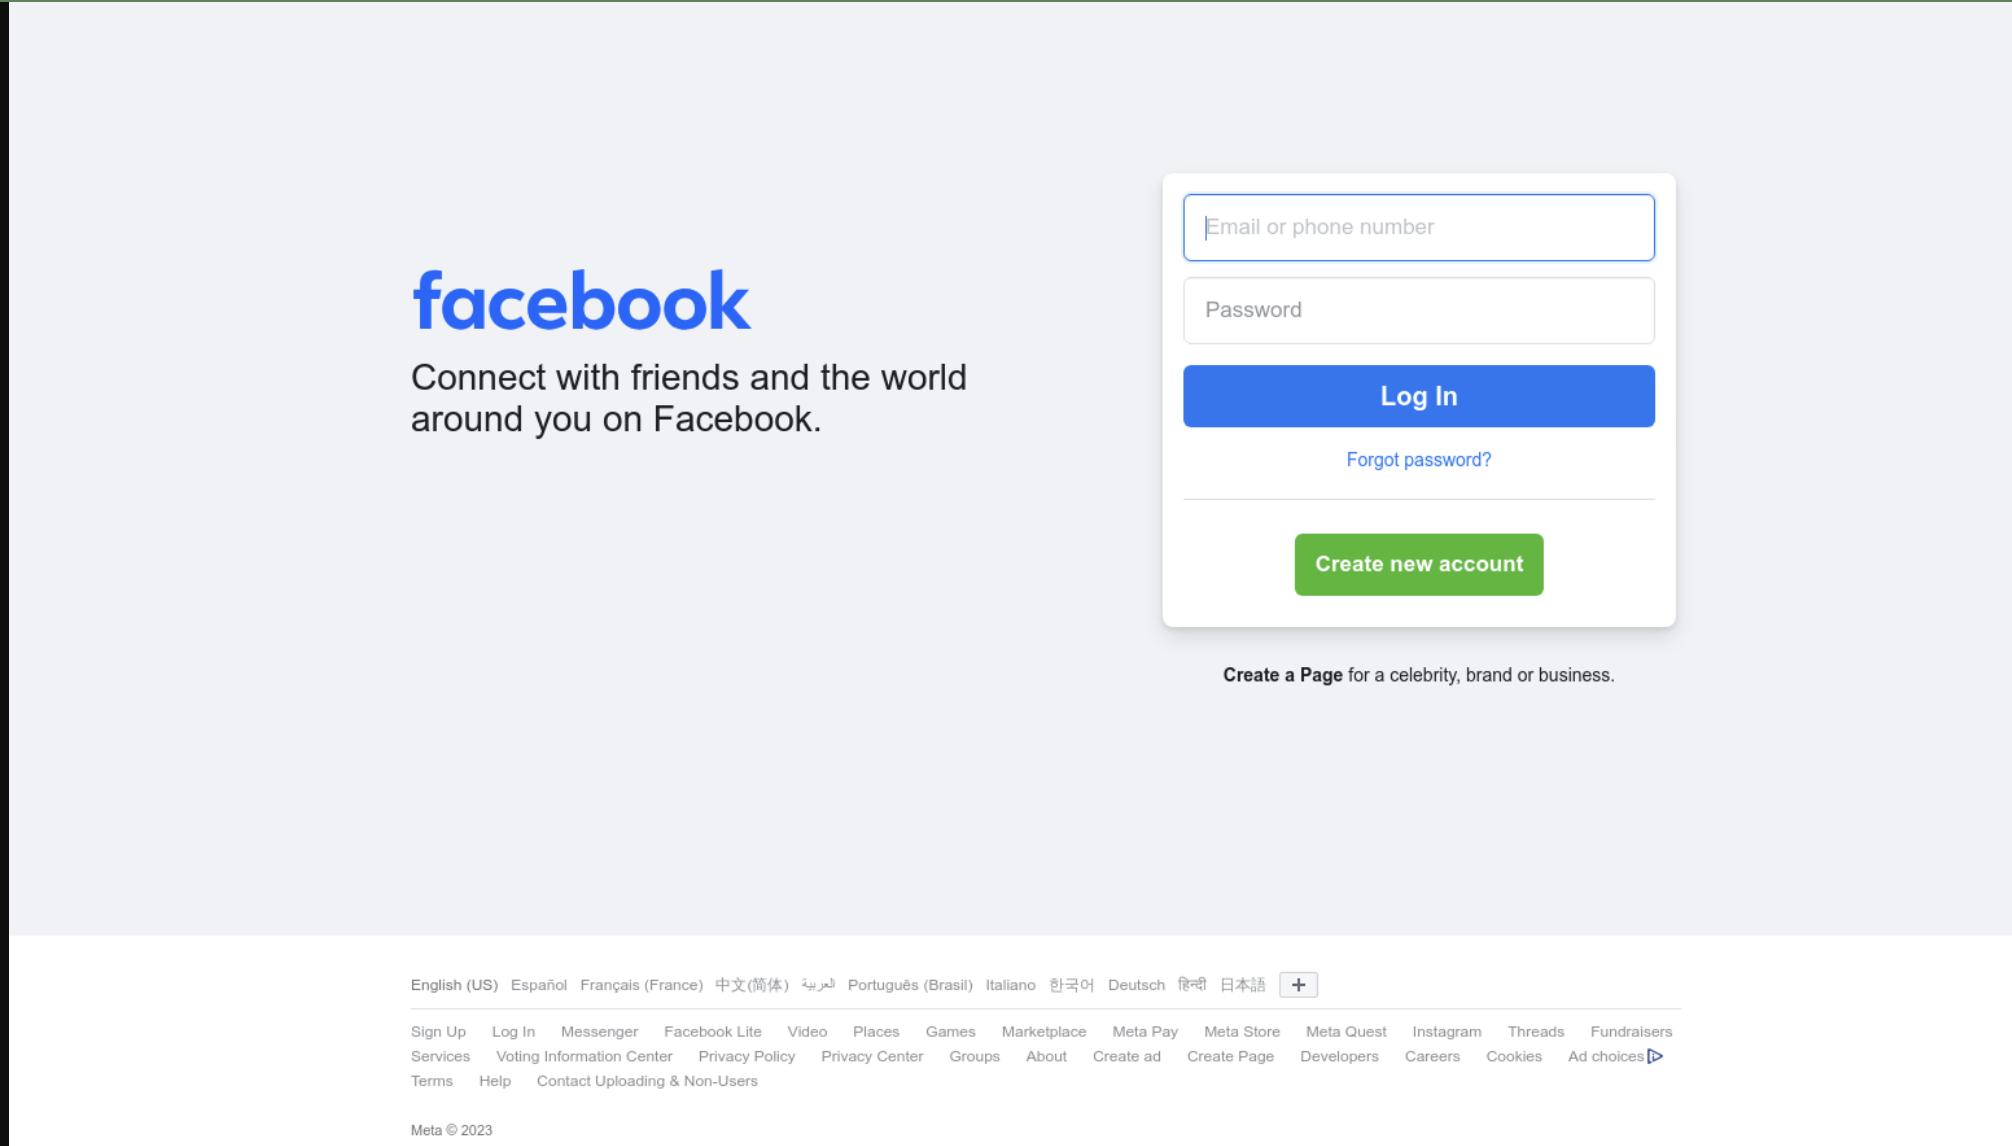 facebook
Connect with friends and the world
around you on Facebook.
Email or phone number
Password
Log In
Forgot password?
Create new account
Create a Page for a celebrity, brand or business.
English (US) Español Français (France) 中文(简体) العربية Português (Brasil) Italiano 한국어 Deutsch हिन्दी 日本語 +
Sign Up Log In Messenger Facebook Lite Video Places Games Marketplace Meta Pay Meta Store Meta Quest Instagram Threads Fundraisers
Services Voting Information Center Privacy Policy Privacy Center Groups About Create ad Create Page Developers Careers Cookies Ad choices
Terms Help Contact Uploading & Non-Users
Meta © 2023